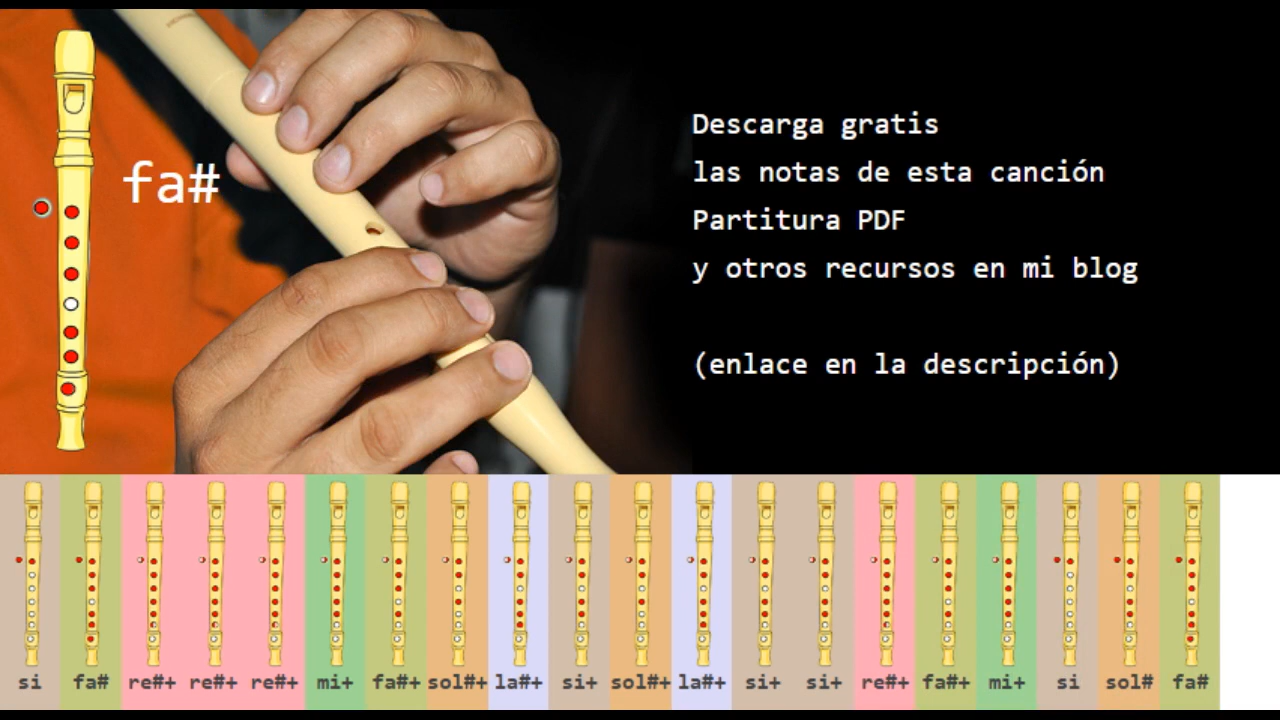 fa#
Descarga gratis
las notas de esta canción
Partitura PDF
y otros recursos en mi blog
(enlace en la descripción)
si fa# re#+ re#+ re#+ mi+ fa#+ sol#+ la#+ si+ sol#+ la#+ si+ si+ re#+ fa#+ mi+ si sol# fa#